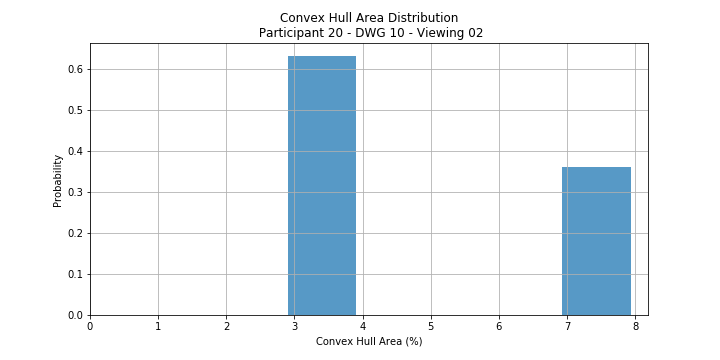 Convex Hull Area Distribution
Participant 20 - DWG 10 - Viewing 02
Probability
0.6
0.5
0.4
0.3
0.2
0.1
0.0
0 1 2 3 4 5 6 7 8
Convex Hull Area (%)